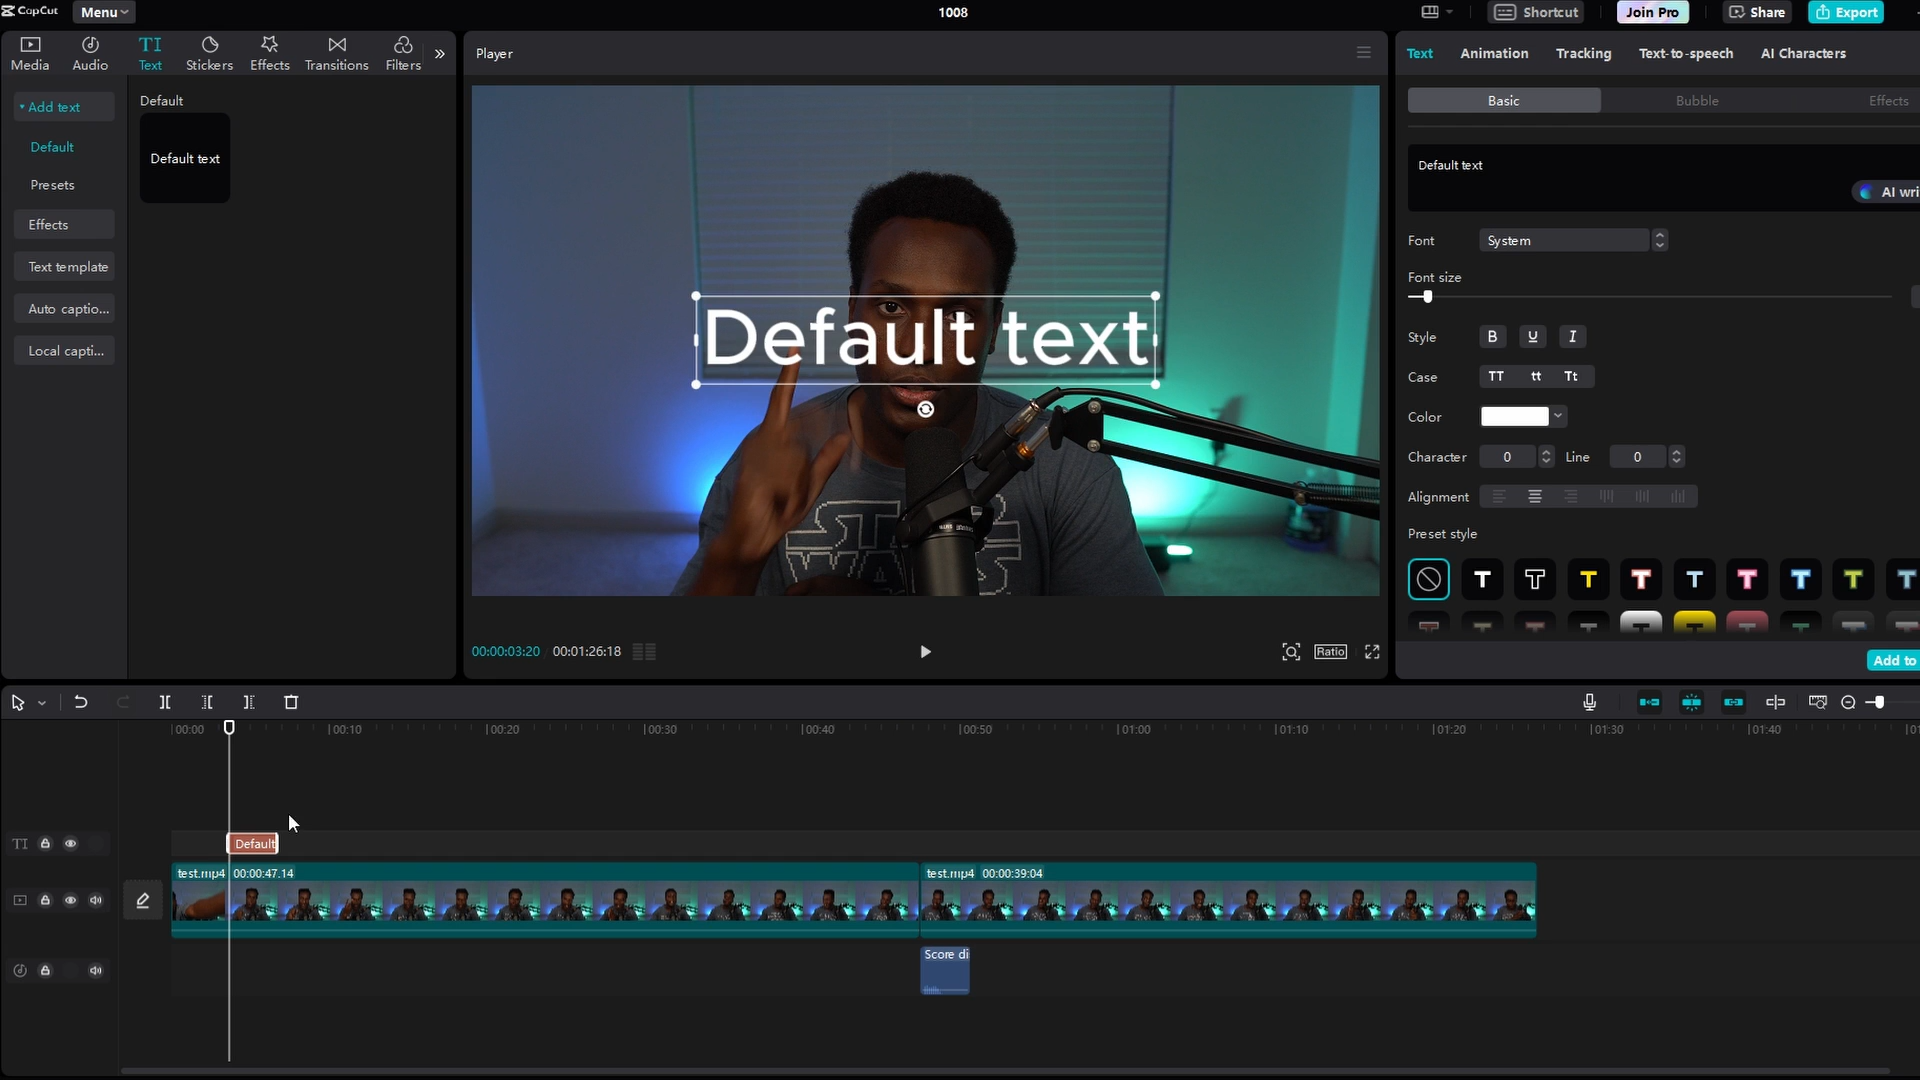 CapCut
Menu
1008
Shortcut
Join Pro
Share
Export
Media
Audio
TI
Text
Stickers
Effects
Transitions
Filters
Add text
Default
Presets
Effects
Text template
Auto captio...
Local capti...
Default
Default text
Player
Default text
00:00:03:20
00:01:26:18
Ratio
Text
Animation
Tracking
Text-to-speech
AI Characters
Basic
Bubble
Effects
Default text
AI wri
Font
System
Font size
Style
B
U
I
Case
TT
tt
Tt
Color
Character
0
Line
0
Alignment
Preset style
T T T T T T T T T
Add to
00:00
00:10
00:20
00:30
00:40
00:50
01:00
01:10
01:20
01:30
01:40
TI
Default
test.mp4 00:00:47.14
test.mp4 00:00:39:04
Score di